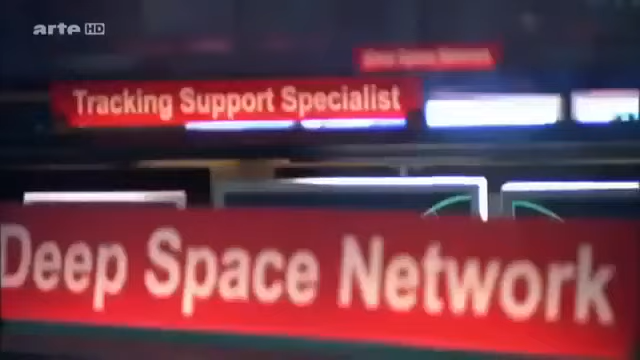 arte HD
Tracking Support Specialist
Deep Space Network